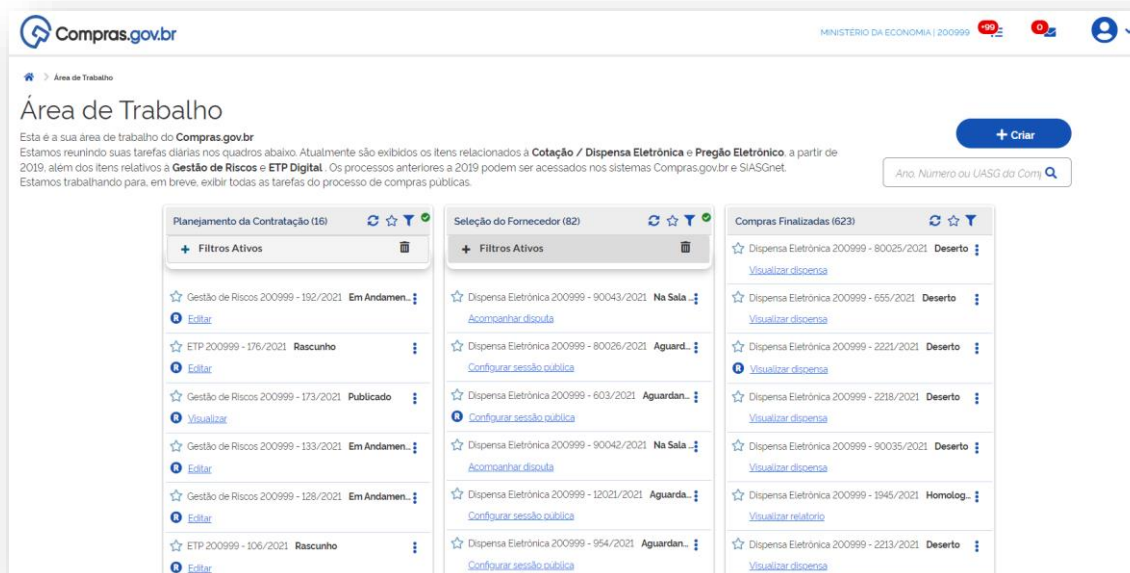 Compras.gov.br
MINISTÉRIO DA ECONOMIA | 200999
+99
0
Área de Trabalho
Área de Trabalho
Esta é a sua área de trabalho do Compras.gov.br
Estamos reunindo suas tarefas diárias nos quadros abaixo. Atualmente são exibidos os itens relacionados à Cotação / Dispensa Eletrônica e Pregão Eletrônico, a partir de
2019, além dos itens relativos à Gestão de Riscos e ETP Digital. Os processos anteriores a 2019 podem ser acessados nos sistemas Compras.gov.br e SIASGnet.
Estamos trabalhando para, em breve, exibir todas as tarefas do processo de compras públicas.
+ Criar
Ano, Número ou UASG da Comp
Planejamento da Contratação (16)
+ Filtros Ativos
Gestão de Riscos 200999 - 192/2021 Em Andamen...
R Editar
ETP 200999 - 176/2021 Rascunho
R Editar
Gestão de Riscos 200999 - 173/2021 Publicado
R Visualizar
Gestão de Riscos 200999 - 133/2021 Em Andamen...
R Editar
Gestão de Riscos 200999 - 128/2021 Em Andamen...
R Editar
ETP 200999 - 106/2021 Rascunho
R Editar
Seleção do Fornecedor (82)
+ Filtros Ativos
Dispensa Eletrônica 200999 - 90043/2021 Na Sala ...
Acompanhar disputa
Dispensa Eletrônica 200999 - 80026/2021 Aguard...
Configurar sessão pública
Dispensa Eletrônica 200999 - 603/2021 Aguardan...
R Configurar sessão pública
Dispensa Eletrônica 200999 - 90042/2021 Na Sala ...
Acompanhar disputa
Dispensa Eletrônica 200999 - 12021/2021 Aguarda...
Configurar sessão pública
Dispensa Eletrônica 200999 - 954/2021 Aguardan...
Configurar sessão pública
Compras Finalizadas (623)
Dispensa Eletrônica 200999 - 80025/2021 Deserto
Visualizar dispensa
Dispensa Eletrônica 200999 - 655/2021 Deserto
Visualizar dispensa
Dispensa Eletrônica 200999 - 2221/2021 Deserto
R Visualizar dispensa
Dispensa Eletrônica 200999 - 2218/2021 Deserto
Visualizar dispensa
Dispensa Eletrônica 200999 - 90035/2021 Deserto
Visualizar dispensa
Dispensa Eletrônica 200999 - 1945/2021 Homolog...
Visualizar relatorio
Dispensa Eletrônica 200999 - 2213/2021 Deserto
Visualizar dispensa